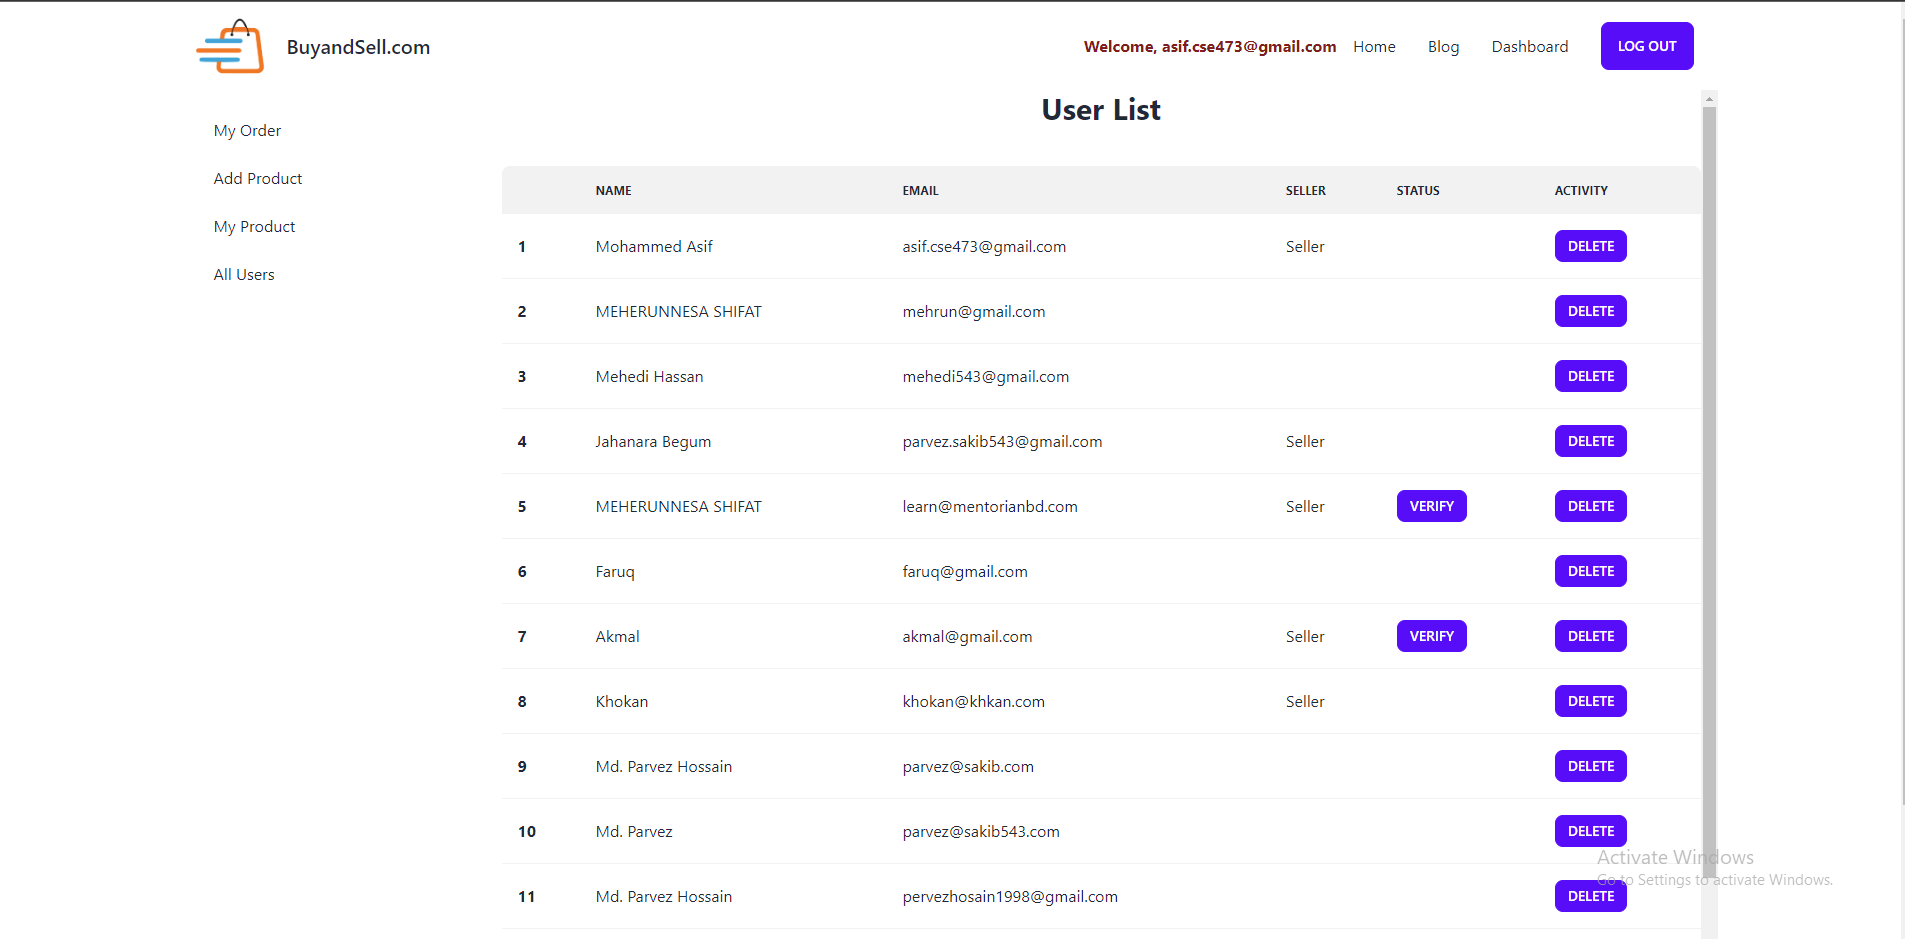 BuyandSell.com
Welcome, asif.cse473@gmail.com Home Blog Dashboard LOG OUT
My Order
Add Product
My Product
All Users
User List
NAME EMAIL SELLER STATUS ACTIVITY
1 Mohammed Asif asif.cse473@gmail.com Seller DELETE
2 MEHERUNNESA SHIFAT mehrun@gmail.com DELETE
3 Mehedi Hassan mehedi543@gmail.com DELETE
4 Jahanara Begum parvez.sakib543@gmail.com Seller DELETE
5 MEHERUNNESA SHIFAT learn@mentorianbd.com Seller VERIFY DELETE
6 Faruq faruq@gmail.com DELETE
7 Akmal akmal@gmail.com Seller VERIFY DELETE
8 Khokan khokan@khkan.com Seller DELETE
9 Md. Parvez Hossain parvez@sakib.com DELETE
10 Md. Parvez parvez@sakib543.com DELETE
11 Md. Parvez Hossain pervezhosain1998@gmail.com DELETE
Activate Windows
Go to Settings to activate Windows.